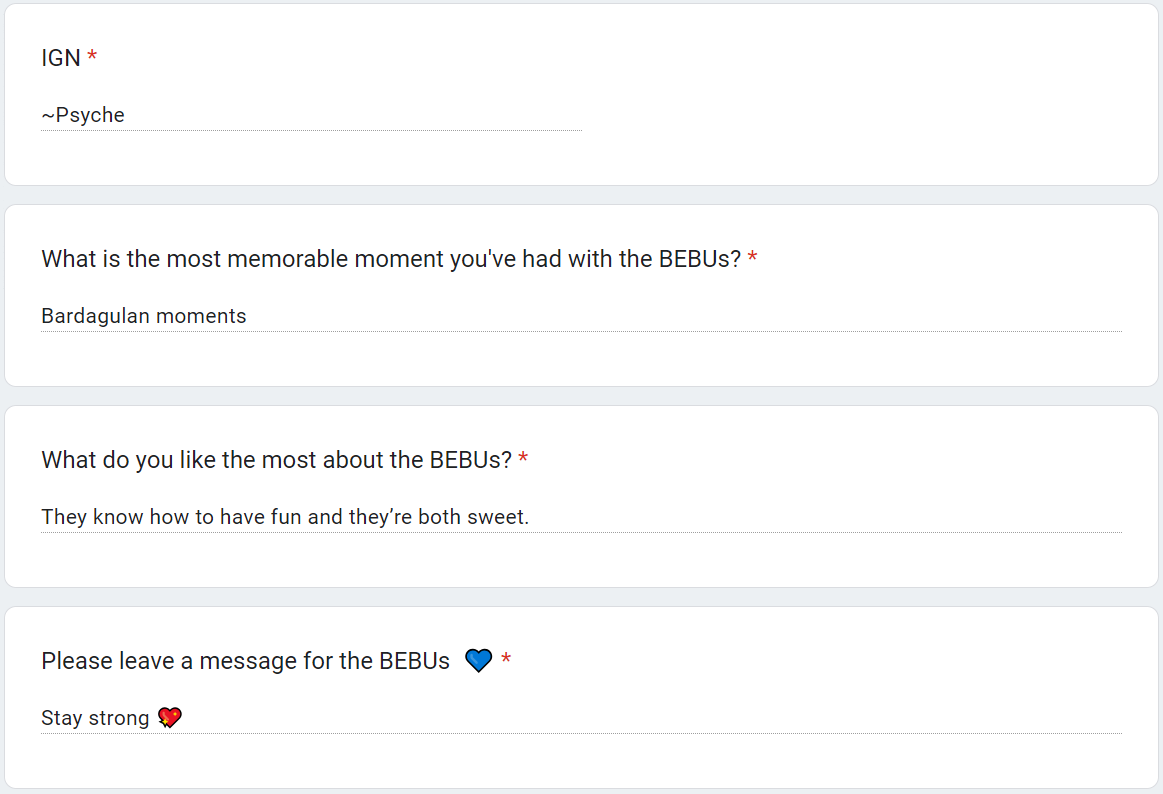 IGN *
~Psyche
What is the most memorable moment you've had with the BEBUs? *
Bardagulan moments
What do you like the most about the BEBUs? *
They know how to have fun and they’re both sweet.
Please leave a message for the BEBUs 💙 *
Stay strong 💖